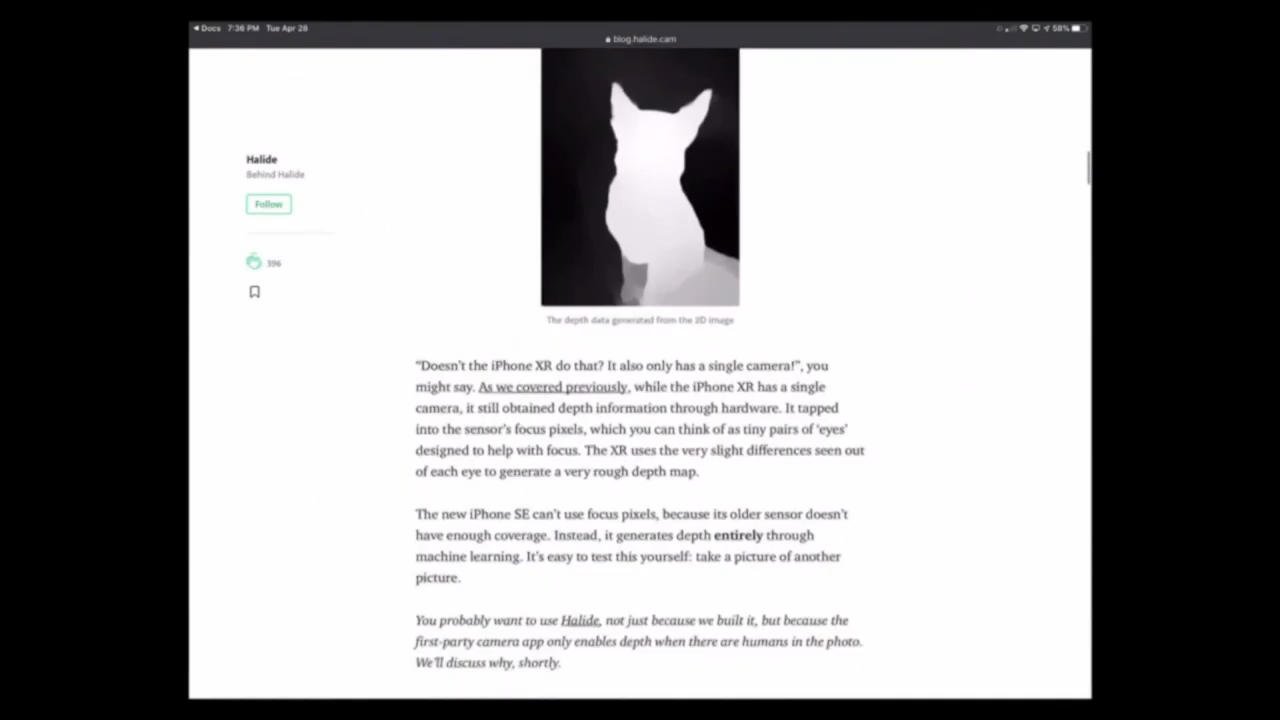 Docs 7:36 PM Tue Apr 28
blog.halide.cam
58%
Halide
Behind Halide
Follow
396
The depth data generated from the 2D image
“Doesn’t the iPhone XR do that? It also only has a single camera!”, you
might say. As we covered previously, while the iPhone XR has a single
camera, it still obtained depth information through hardware. It tapped
into the sensor’s focus pixels, which you can think of as tiny pairs of ‘eyes’
designed to help with focus. The XR uses the very slight differences seen out
of each eye to generate a very rough depth map.
The new iPhone SE can’t use focus pixels, because its older sensor doesn’t
have enough coverage. Instead, it generates depth entirely through
machine learning. It’s easy to test this yourself: take a picture of another
picture.
You probably want to use Halide, not just because we built it, but because the
first-party camera app only enables depth when there are humans in the photo.
We’ll discuss why, shortly.